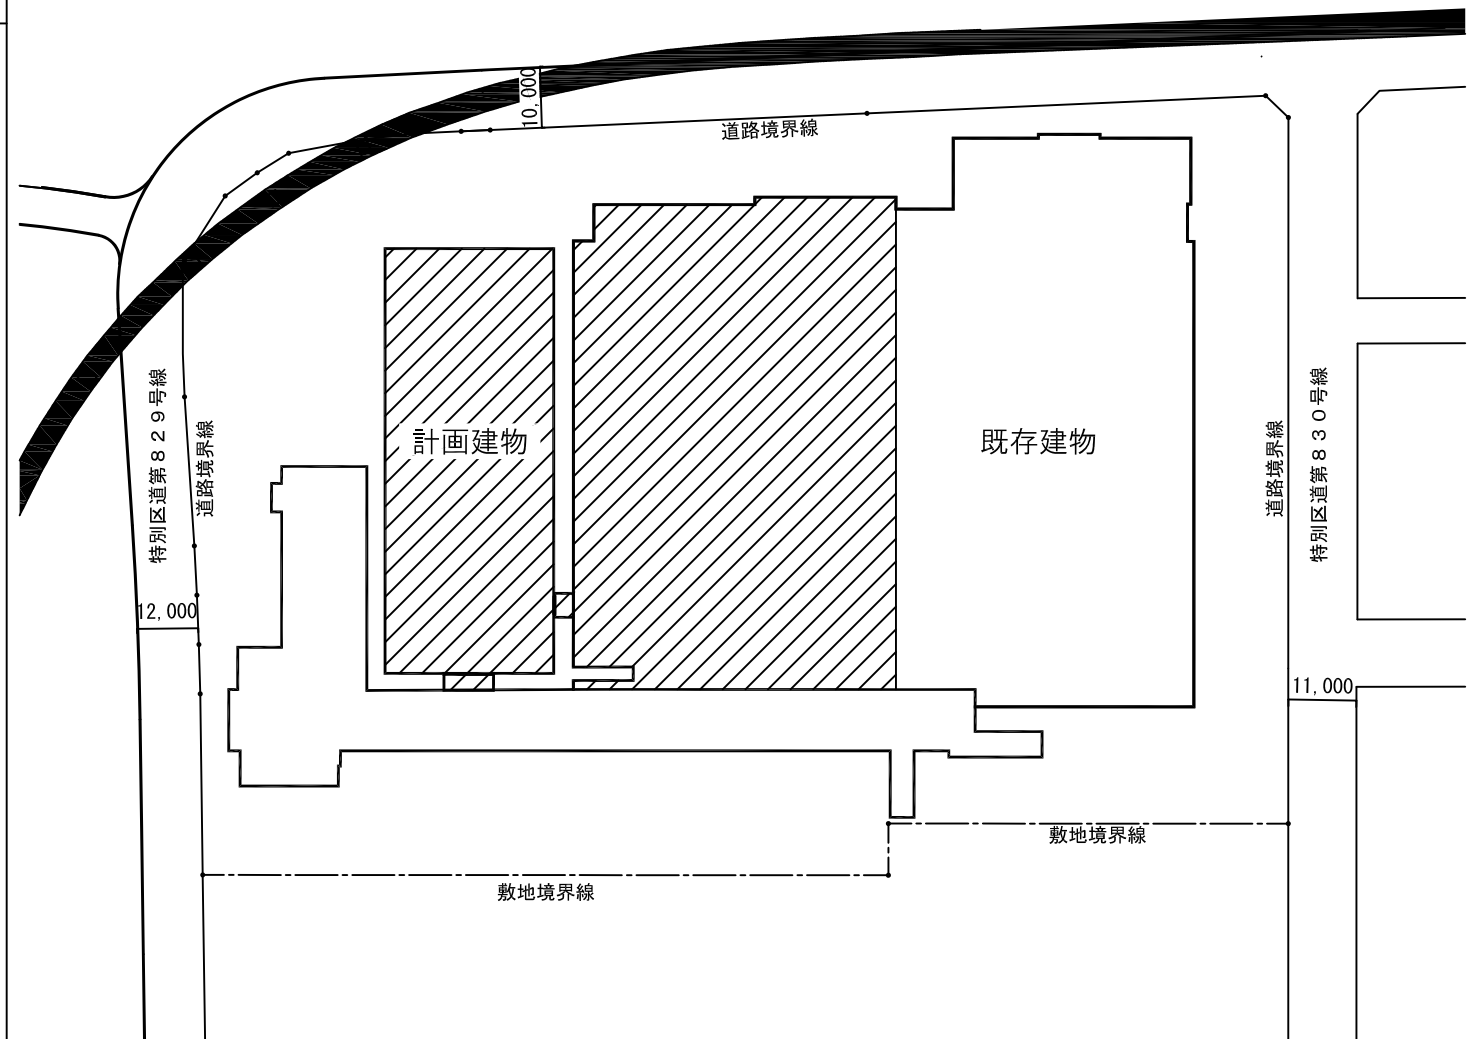 10,000
道路境界線
特別区道第829号線
道路境界線
計画建物
既存建物
道路境界線
特別区道第830号線
12,000
11,000
敷地境界線
敷地境界線